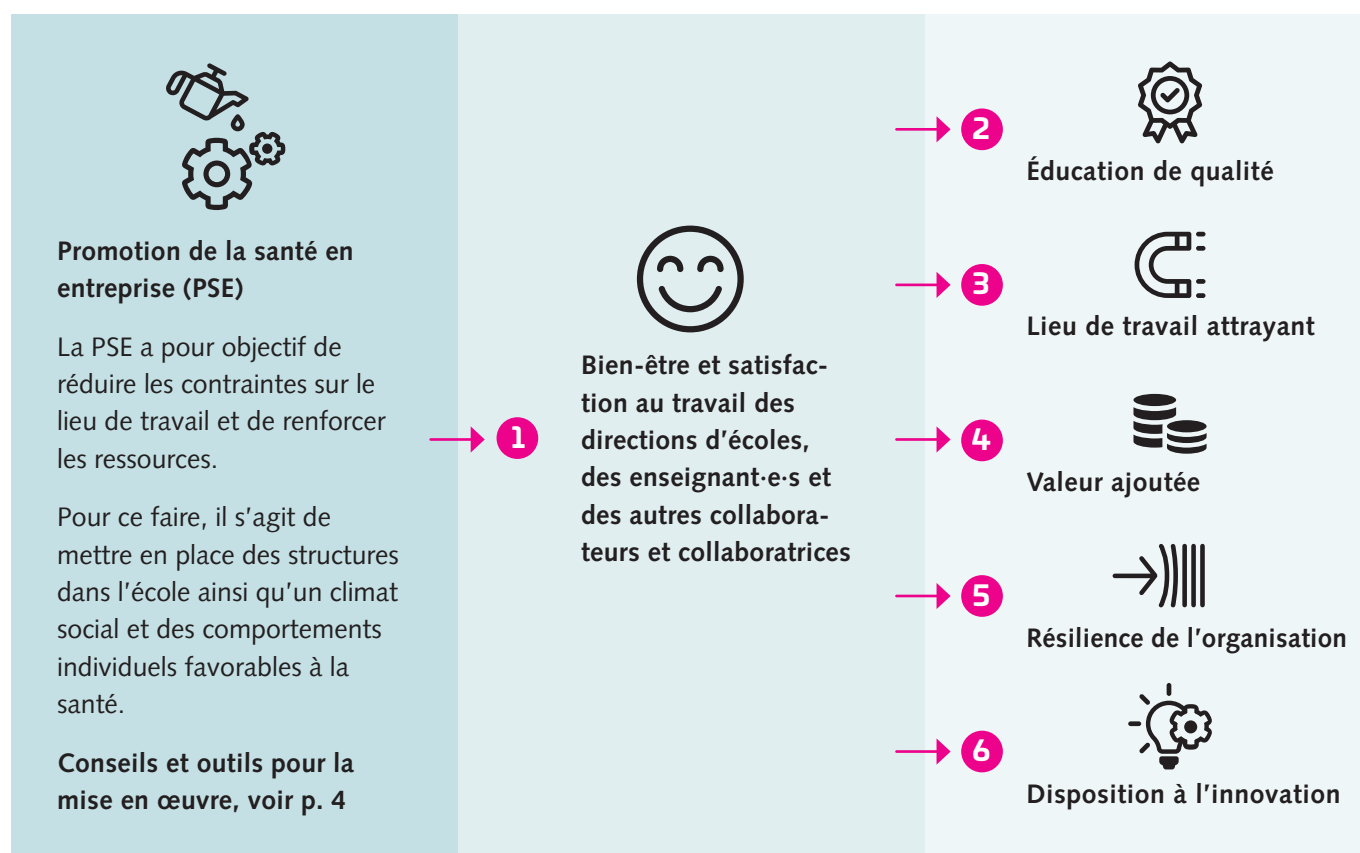 Promotion de la santé en
entreprise (PSE)
La PSE a pour objectif de
réduire les contraintes sur le
lieu de travail et de renforcer
les ressources.
Pour ce faire, il s'agit de
mettre en place des structures
dans l'école ainsi qu'un climat
social et des comportements
individuels favorables à la
santé.
Conseils et outils pour la
mise en œuvre, voir p. 4
1
Bien-être et satisfac-
tion au travail des
directions d'écoles,
des enseignant·e·s et
des autres collabora-
teurs et collaboratrices
2
Éducation de qualité
3
Lieu de travail attrayant
4
Valeur ajoutée
5
Résilience de l'organisation
6
Disposition à l'innovation